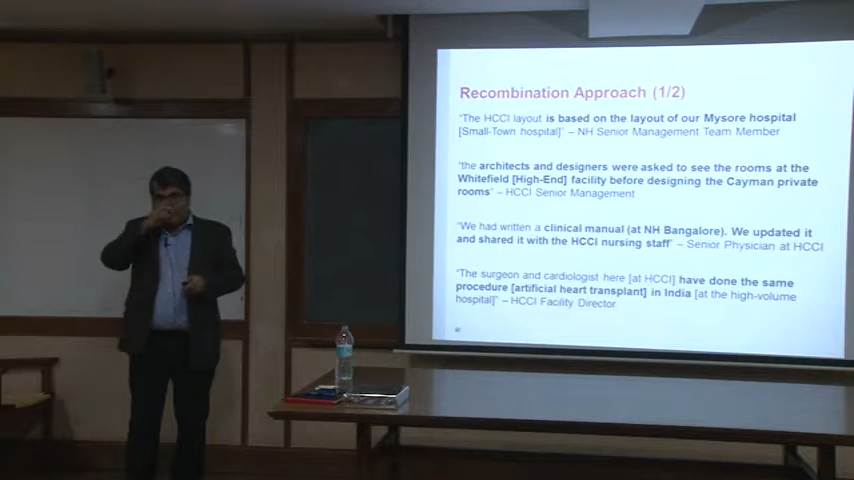 Recombination Approach (1/2)
"The HCCI layout is based on the layout of our Mysore hospital
[Small-Town hospital]" – NH Senior Management Team Member
"the architects and designers were asked to see the rooms at the
Whitefield [High-End] facility before designing the Cayman private
rooms" – HCCI Senior Management
"We had written a clinical manual (at NH Bangalore). We updated it
and shared it with the HCCI nursing staff" – Senior Physician at HCCI
"The surgeon and cardiologist here [at HCCI] have done the same
procedure [artificial heart transplant] in India [at the high-volume
hospital]" – HCCI Facility Director